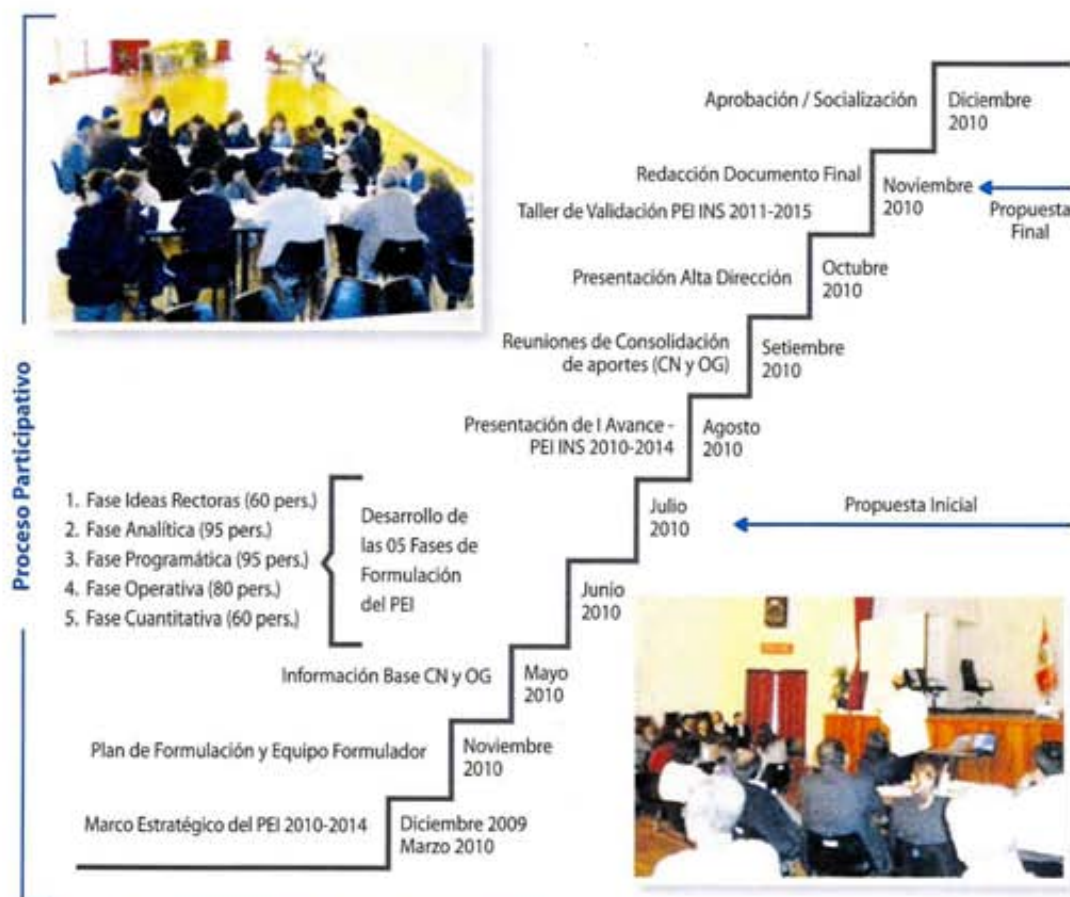 Aprobación / Socialización
Diciembre
2010
Redacción Documento Final
Taller de Validación PEI INS 2011-2015
Noviembre
2010
Propuesta
Final
Presentación Alta Dirección
Octubre
2010
Reuniones de Consolidación
de aportes (CN y OG)
Setiembre
2010
Presentación de I Avance -
PEI INS 2010-2014
Agosto
2010
Proceso Participativo
1. Fase Ideas Rectoras (60 pers.)
2. Fase Analítica (95 pers.)
3. Fase Programática (95 pers.)
4. Fase Operativa (80 pers.)
5. Fase Cuantitativa (60 pers.)
Desarrollo de
las 05 Fases de
Formulación
del PEI
Julio
2010
Propuesta Inicial
Junio
2010
Información Base CN y OG
Mayo
2010
Plan de Formulación y Equipo Formulador
Noviembre
2010
Marco Estratégico del PEI 2010-2014
Diciembre 2009
Marzo 2010